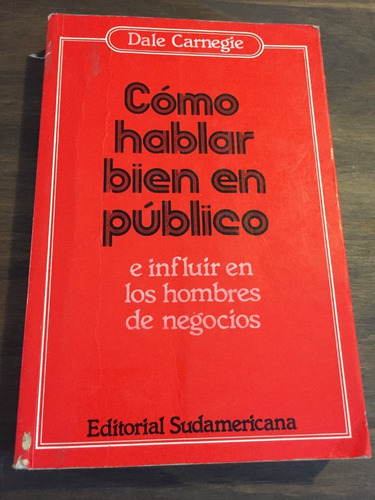 Dale Carnegie
Cómo
hablar
bien en
público
e influir en
los hombres
de negocios
Editorial Sudamericana